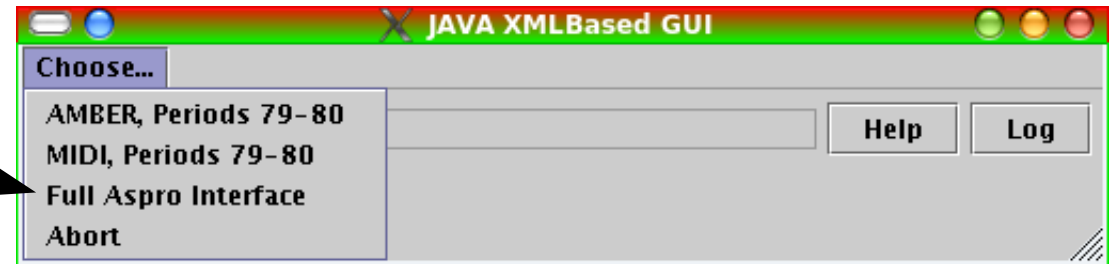 JAVA XMLBased GUI
Choose...
AMBER, Periods 79-80
MIDI, Periods 79-80
Full Aspro Interface
Abort
Help
Log